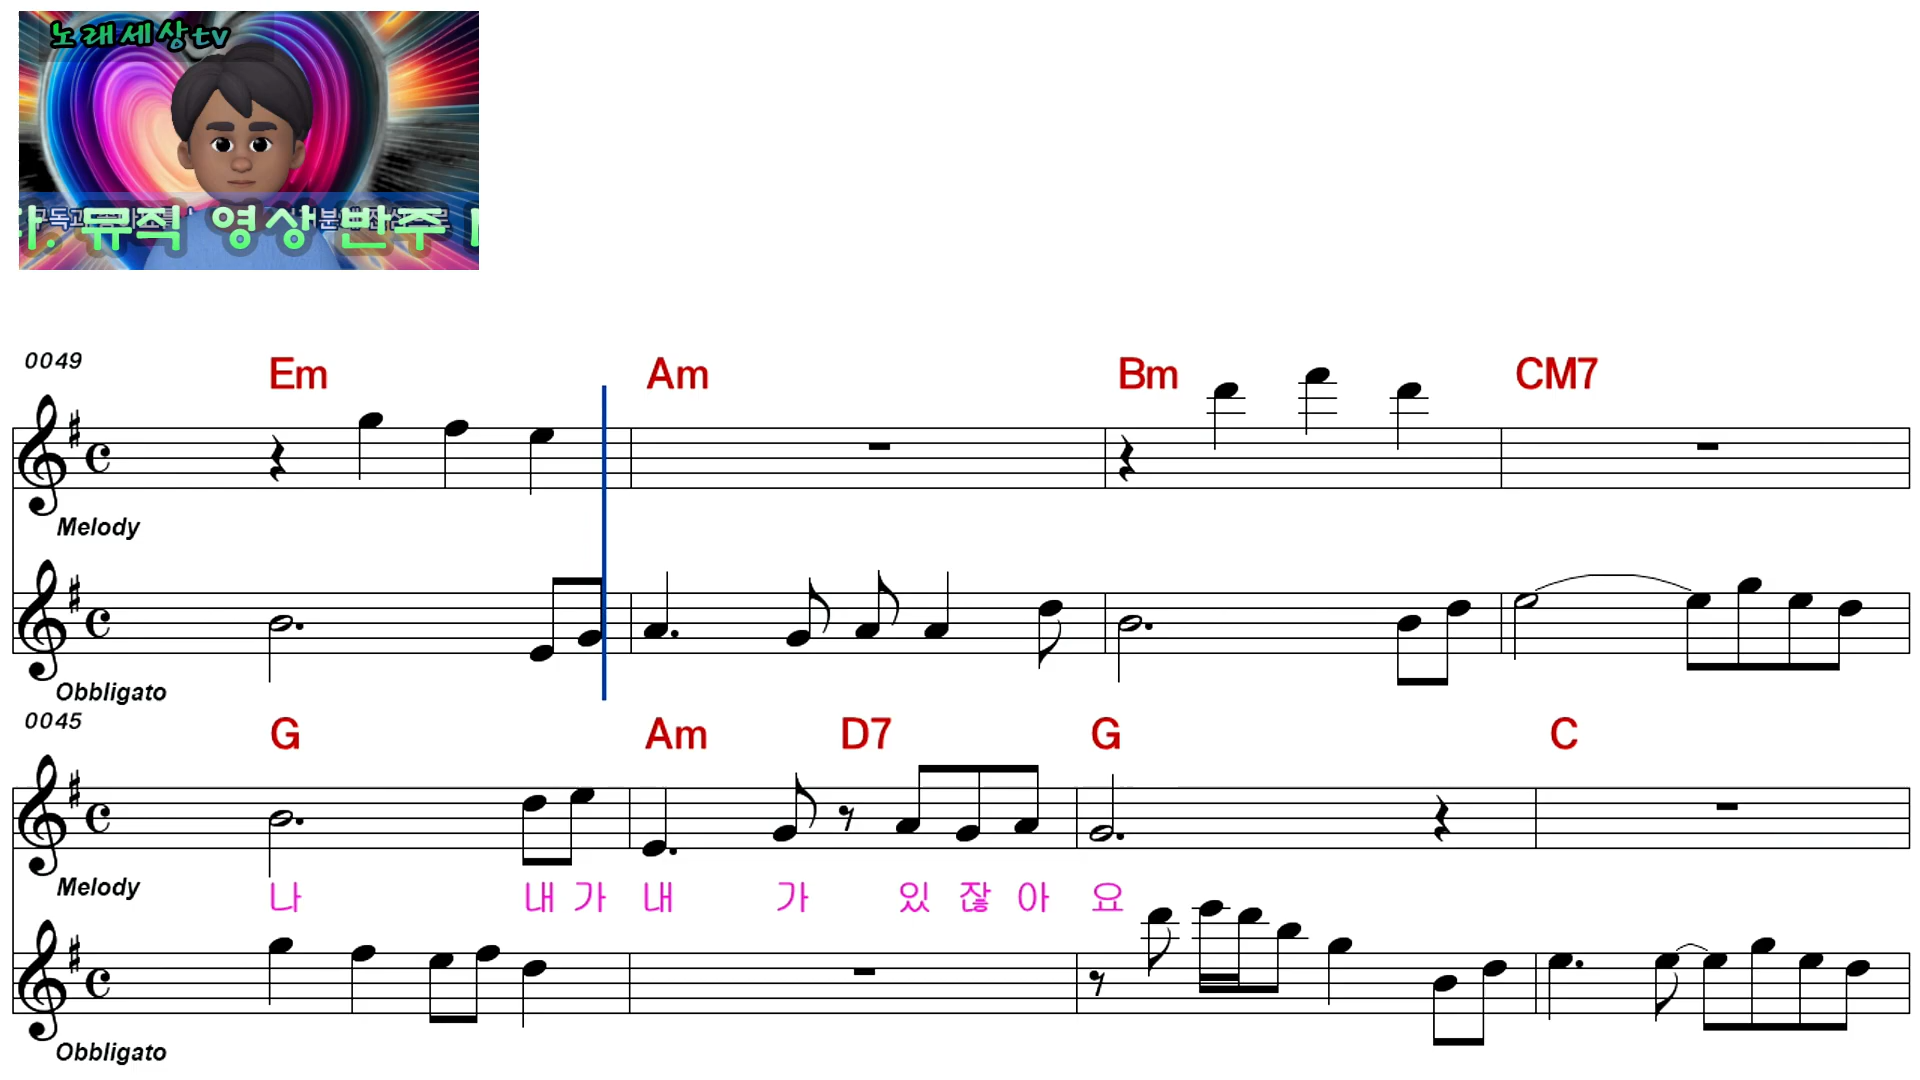 노래세상tv
뮤직 영상 반주
0049
Em Am Bm CM7
Melody
Obbligato
0045
G Am D7 G C
Melody
나 내 가 내 가 있 잖 아 요
Obbligato